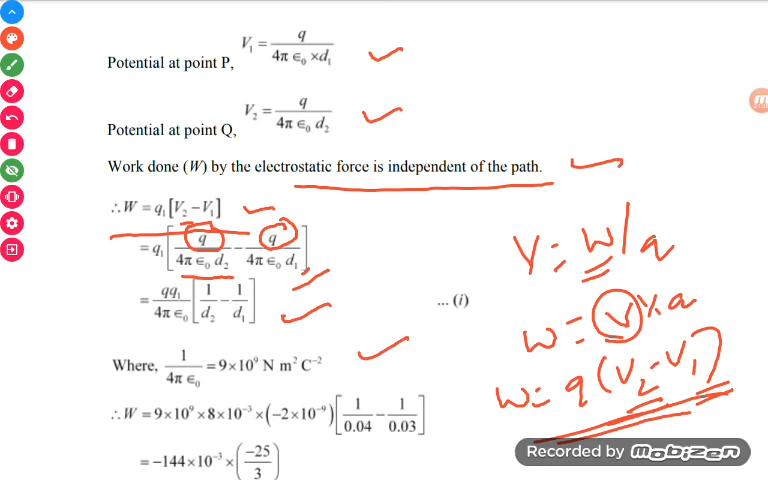 Potential at point P, V₁ = q / 4π ∈₀ ×d₁
Potential at point Q, V₂ = q / 4π ∈₀ d₂
Work done (W) by the electrostatic force is independent of the path.
∴ W = q₁[V₂ − V₁]
= q₁[q / 4π ∈₀ d₂ − q / 4π ∈₀ d₁]
= qq₁ / 4π ∈₀ [1/d₂ − 1/d₁] ... (i)
Where, 1 / 4π ∈₀ = 9×10⁹ N m² C⁻²
∴ W = 9×10⁹ ×8×10⁻³ ×(−2×10⁻⁹)[1/0.04 − 1/0.03]
= −144×10⁻³ ×(−25/3)
V = W/q
W = V × q
W = q (V₂ - V₁)
Recorded by mobizen